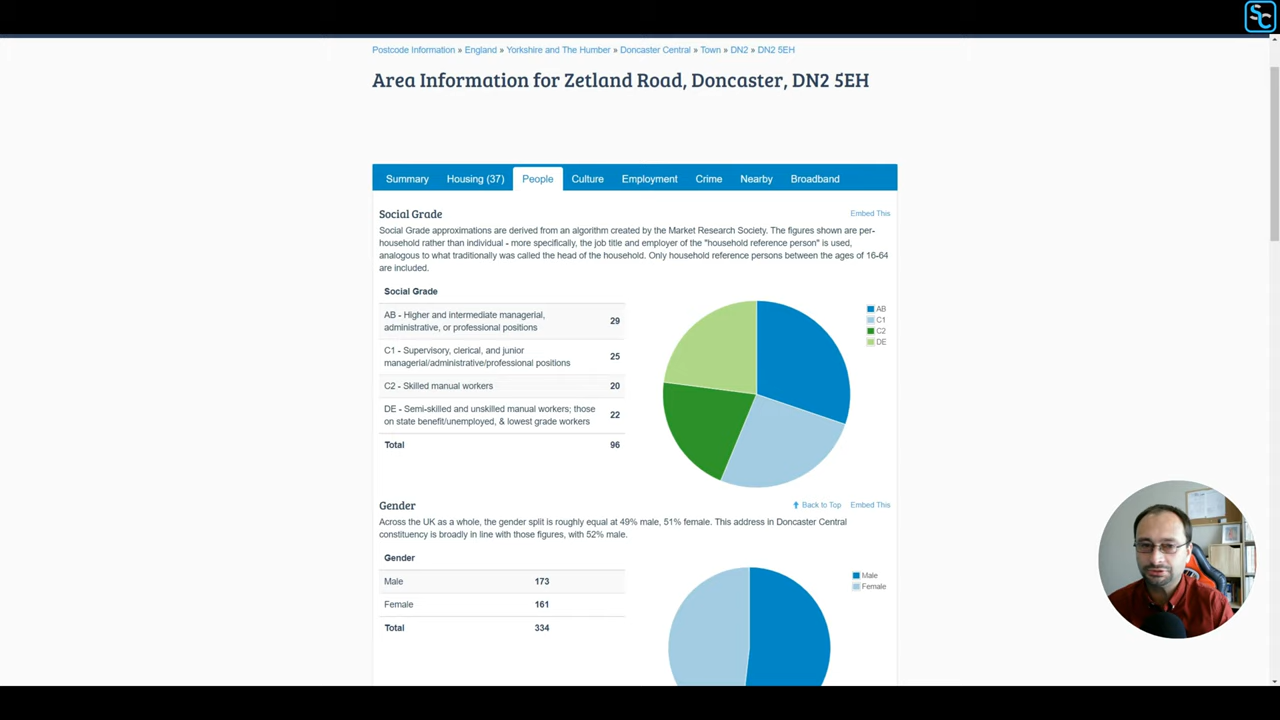 SC
Postcode Information » England » Yorkshire and The Humber » Doncaster Central » Town » DN2 » DN2 5EH
Area Information for Zetland Road, Doncaster, DN2 5EH
Summary Housing (37) People Culture Employment Crime Nearby Broadband
Social Grade Embed This
Social Grade approximations are derived from an algorithm created by the Market Research Society. The figures shown are per-
household rather than individual - more specifically, the job title and employer of the "household reference person" is used,
analogous to what traditionally was called the head of the household. Only household reference persons between the ages of 16-64
are included.
Social Grade
AB - Higher and intermediate managerial,
administrative, or professional positions 29
C1 - Supervisory, clerical, and junior
managerial/administrative/professional positions 25
C2 - Skilled manual workers 20
DE - Semi-skilled and unskilled manual workers; those
on state benefit/unemployed, & lowest grade workers 22
Total 96
AB
C1
C2
DE
Gender Back to Top Embed This
Across the UK as a whole, the gender split is roughly equal at 49% male, 51% female. This address in Doncaster Central
constituency is broadly in line with those figures, with 52% male.
Gender
Male 173
Female 161
Total 334
Male
Female